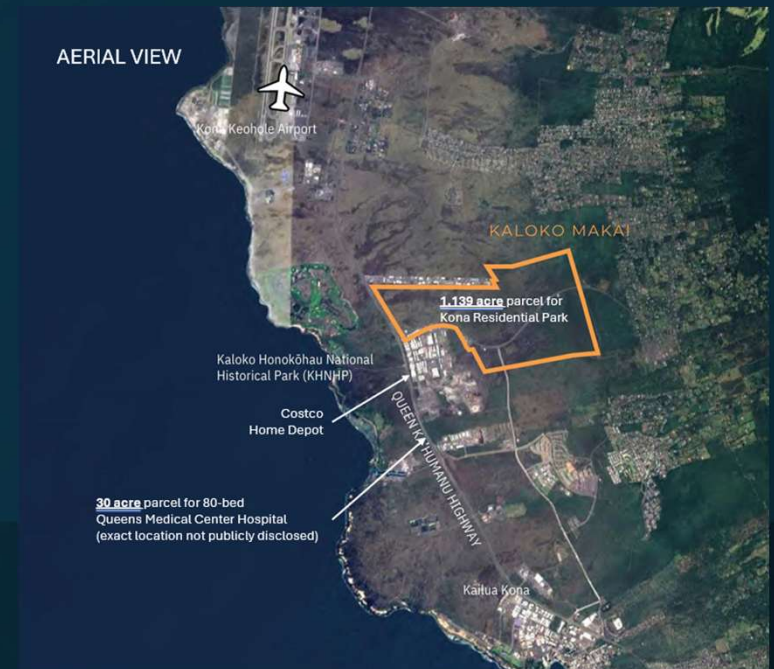 AERIAL VIEW
Kona Keohole Airport
KALOKO MAKAI
1,139 acre parcel for
Kona Residential Park
Kaloko Honokōhau National
Historical Park (KHNHP)
Costco
Home Depot
QUEEN KAʻHUMANU HIGHWAY
30 acre parcel for 80-bed
Queens Medical Center Hospital
(exact location not publicly disclosed)
Kailua Kona